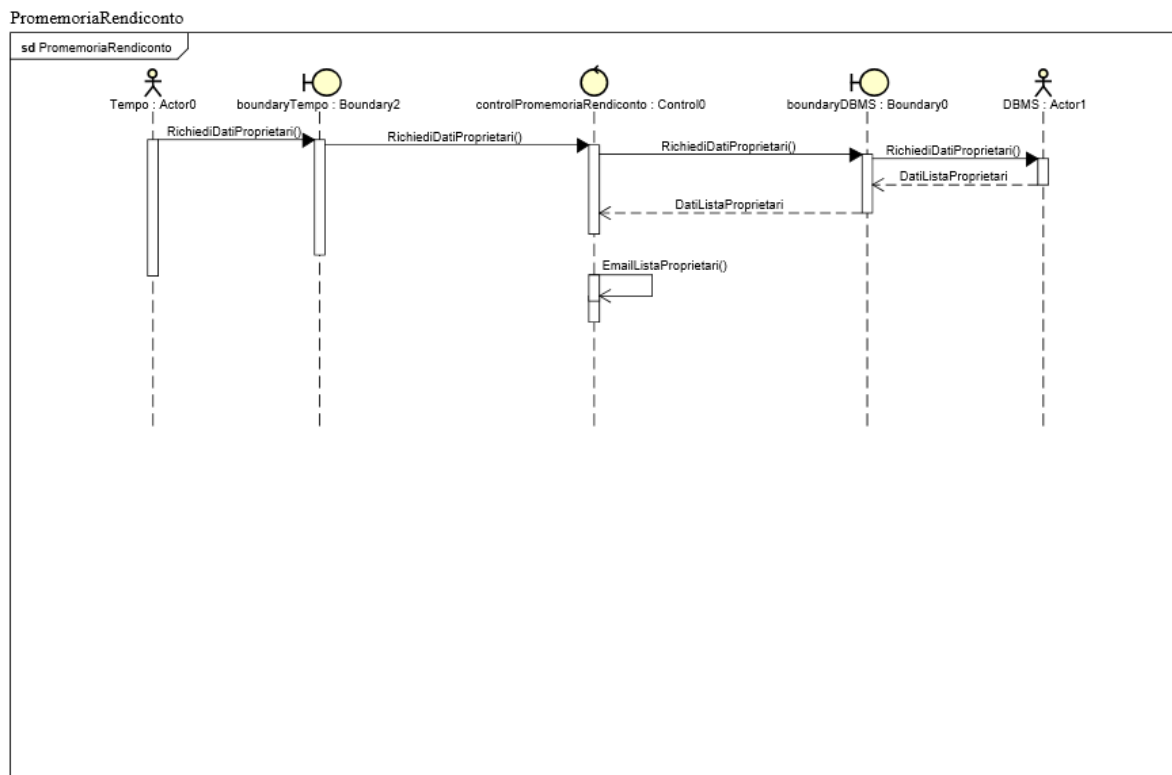 PromemoriaRendiconto
sd PromemoriaRendiconto
Tempo : Actor0
boundaryTempo : Boundary2
controlPromemoriaRendiconto : Control0
boundaryDBMS : Boundary0
DBMS : Actor1
RichiediDatiProprietari()
RichiediDatiProprietari()
RichiediDatiProprietari()
RichiediDatiProprietari()
DatiListaProprietari
DatiListaProprietari
EmailListaProprietari()